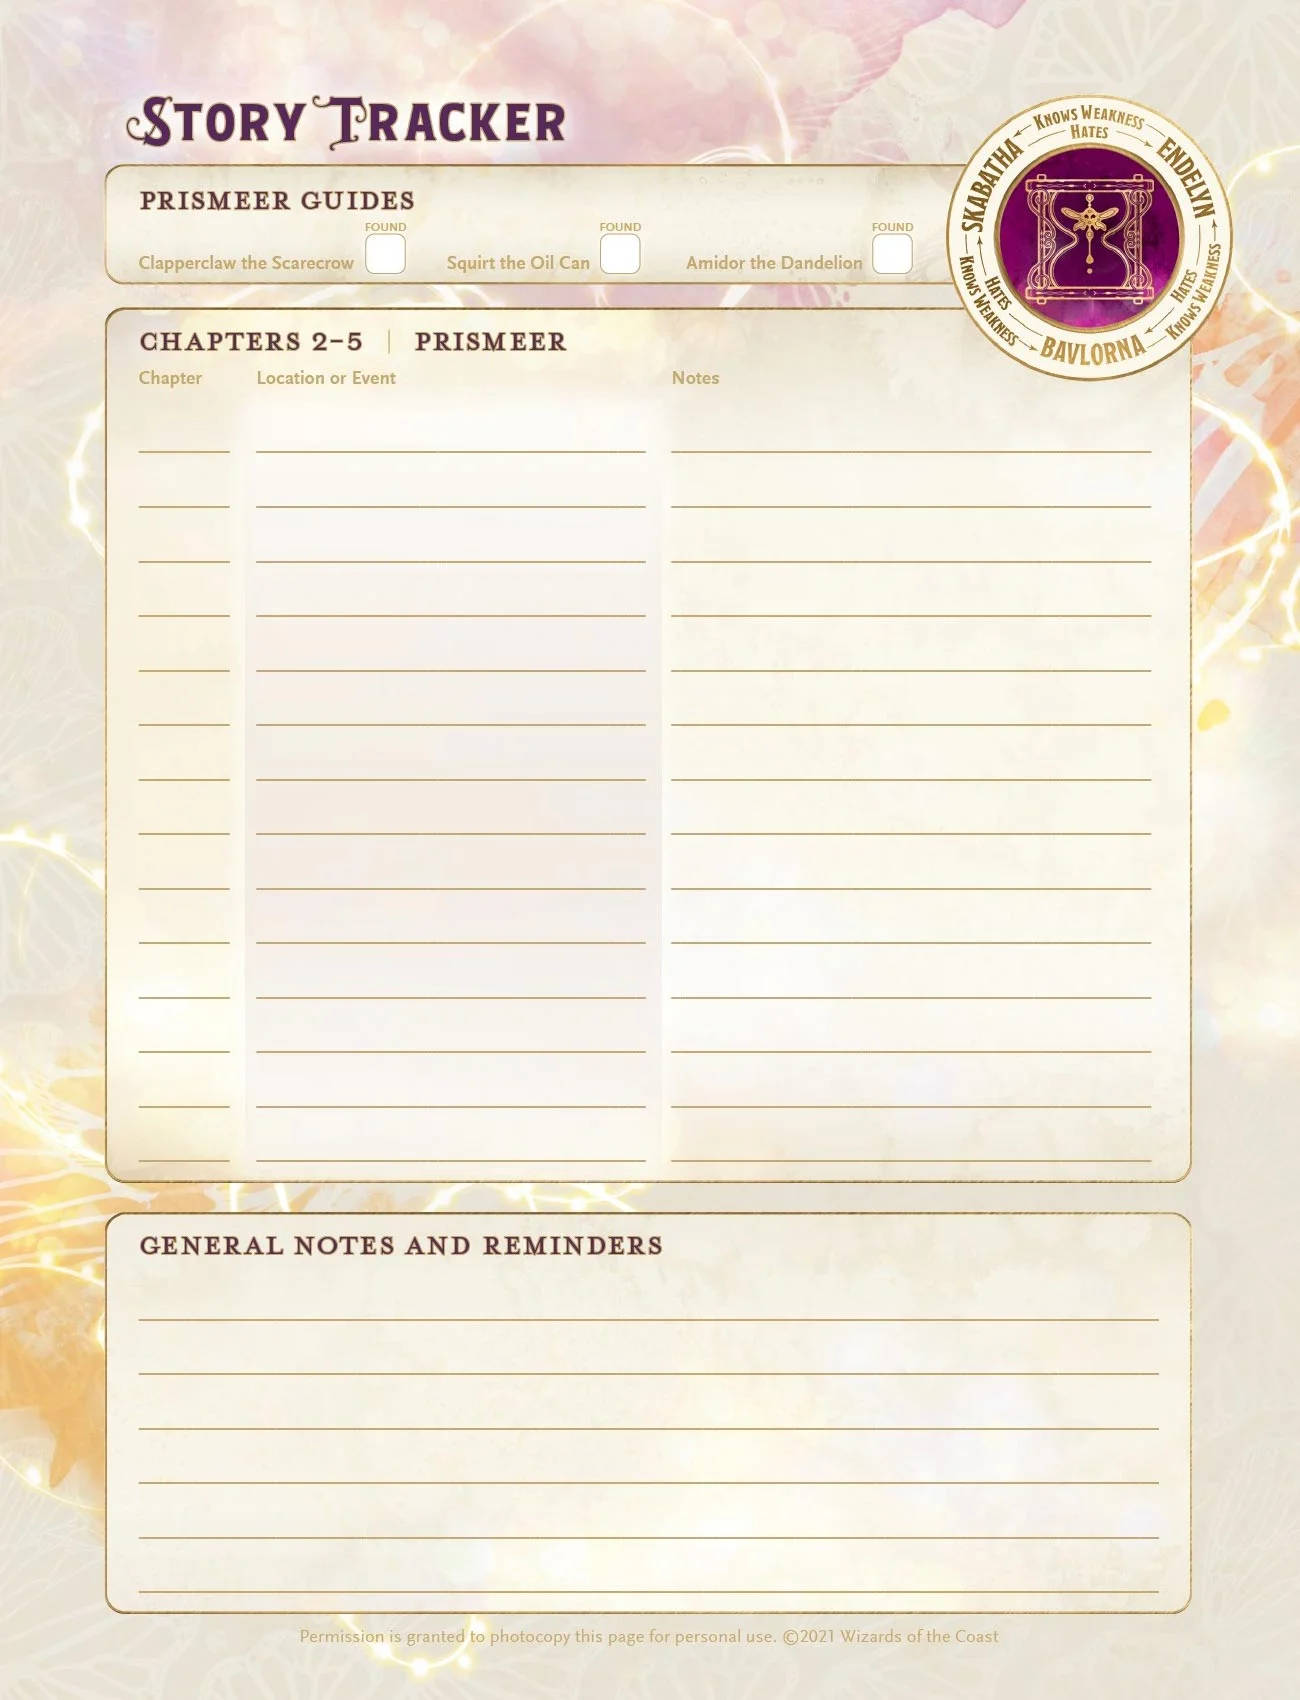 STORY TRACKER
PRISMEER GUIDES
Clapperclaw the Scarecrow FOUND
Squirt the Oil Can FOUND
Amidor the Dandelion FOUND
KNOWS WEAKNESS
HATES
SKABATHA
ENDELYN
HATES
KNOWS WEAKNESS
HATES
KNOWS WEAKNESS
BAVLORNA
CHAPTERS 2–5 | PRISMEER
Chapter Location or Event Notes
GENERAL NOTES AND REMINDERS
Permission is granted to photocopy this page for personal use. ©2021 Wizards of the Coast